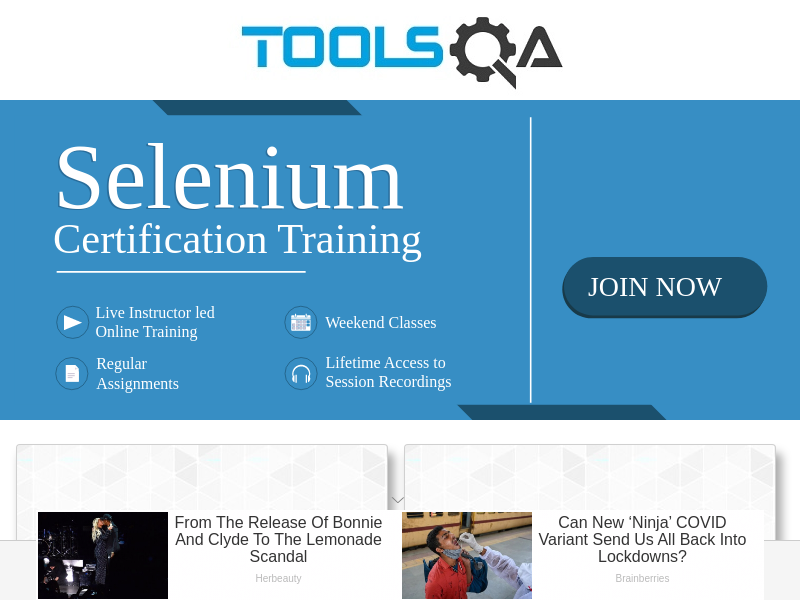 TOOLSQA
Selenium
Certification Training
JOIN NOW
Live Instructor led
Online Training
Weekend Classes
Regular
Assignments
Lifetime Access to
Session Recordings
From The Release Of Bonnie
And Clyde To The Lemonade
Scandal
Herbeauty
Can New ‘Ninja’ COVID
Variant Send Us All Back Into
Lockdowns?
Brainberries